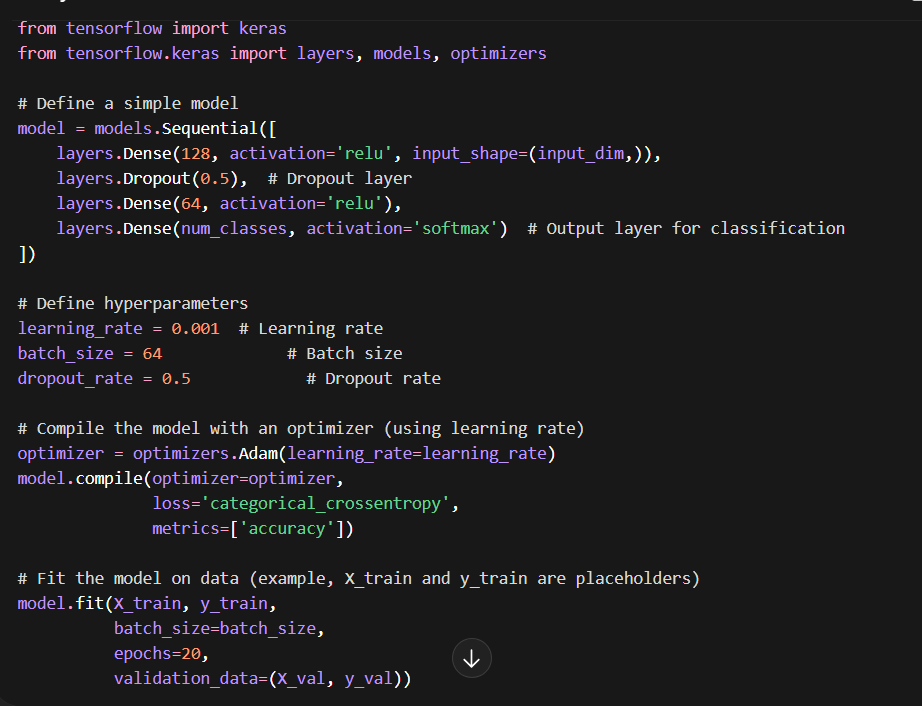 from tensorflow import keras
from tensorflow.keras import layers, models, optimizers

# Define a simple model
model = models.Sequential([
    layers.Dense(128, activation='relu', input_shape=(input_dim,)),
    layers.Dropout(0.5),  # Dropout layer
    layers.Dense(64, activation='relu'),
    layers.Dense(num_classes, activation='softmax')  # Output layer for classification
])

# Define hyperparameters
learning_rate = 0.001  # Learning rate
batch_size = 64             # Batch size
dropout_rate = 0.5            # Dropout rate

# Compile the model with an optimizer (using learning rate)
optimizer = optimizers.Adam(learning_rate=learning_rate)
model.compile(optimizer=optimizer,
              loss='categorical_crossentropy',
              metrics=['accuracy'])

# Fit the model on data (example, X_train and y_train are placeholders)
model.fit(X_train, y_train,
          batch_size=batch_size,
          epochs=20,
          validation_data=(X_val, y_val))